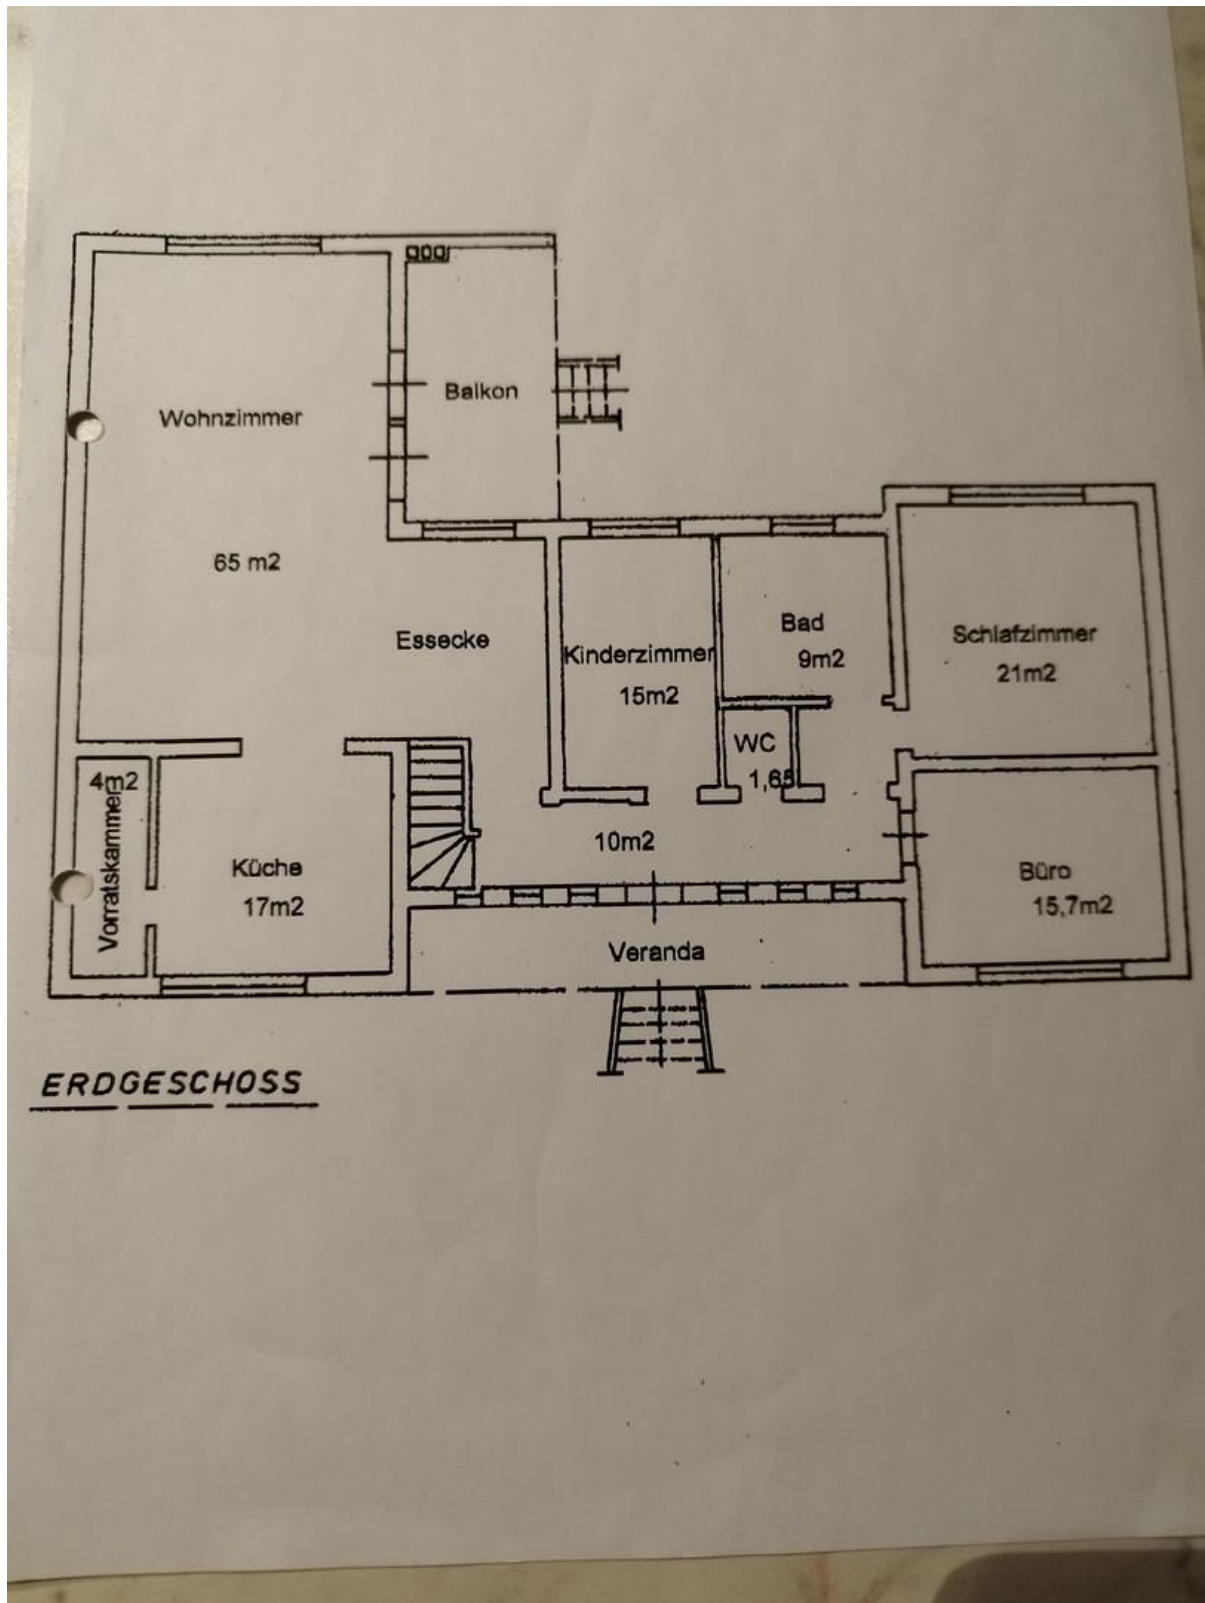 Balkon
Wohnzimmer
65 m2
Essecke
Kinderzimmer
15m2
Bad
9m2
Schlafzimmer
21m2
WC
1,65
4m2
Vorratskammer
Küche
17m2
10m2
Büro
15,7m2
Veranda
ERDGESCHOSS